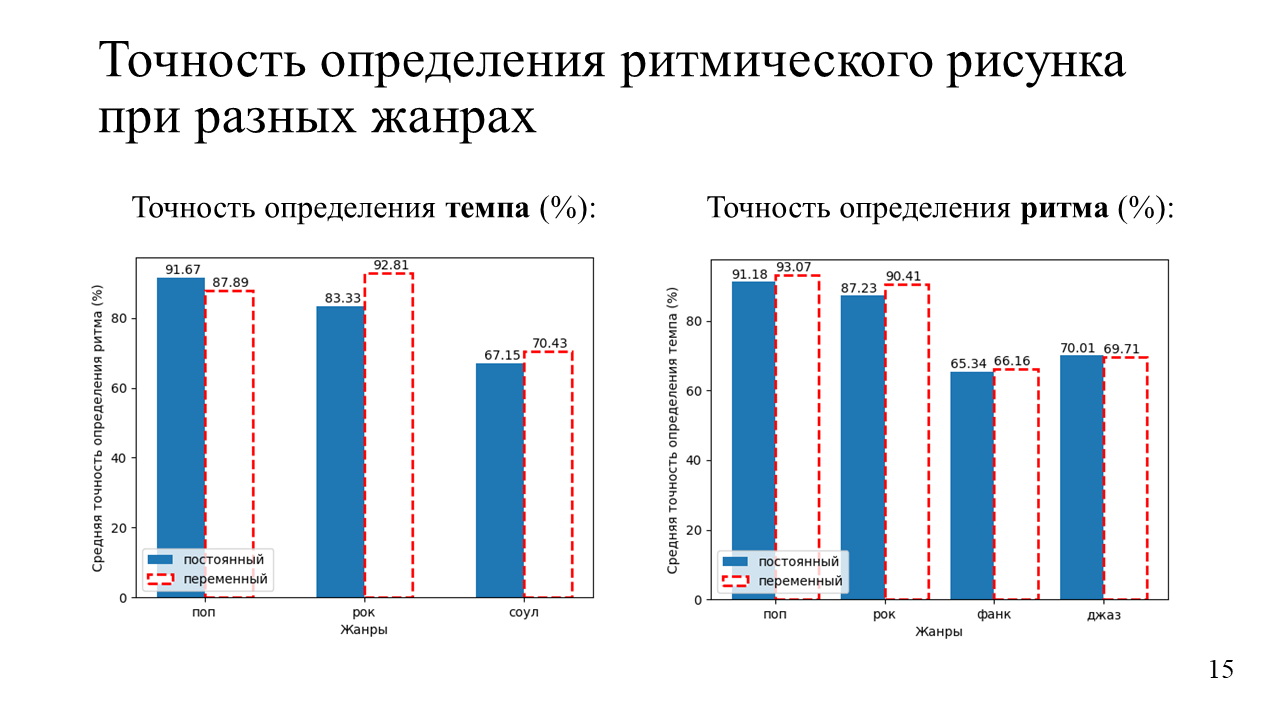 Точность определения ритмического рисунка
при разных жанрах
Точность определения темпа (%):
Средняя точность определения ритма (%)
80
60
40
20
0
91.67
87.89
83.33
92.81
67.15
70.43
постоянный
переменный
поп
рок
соул
Жанры
Точность определения ритма (%):
Средняя точность определения темпа (%)
80
60
40
20
0
91.18
93.07
87.23
90.41
65.34
66.16
70.01
69.71
постоянный
переменный
поп
рок
фанк
джаз
Жанры
15